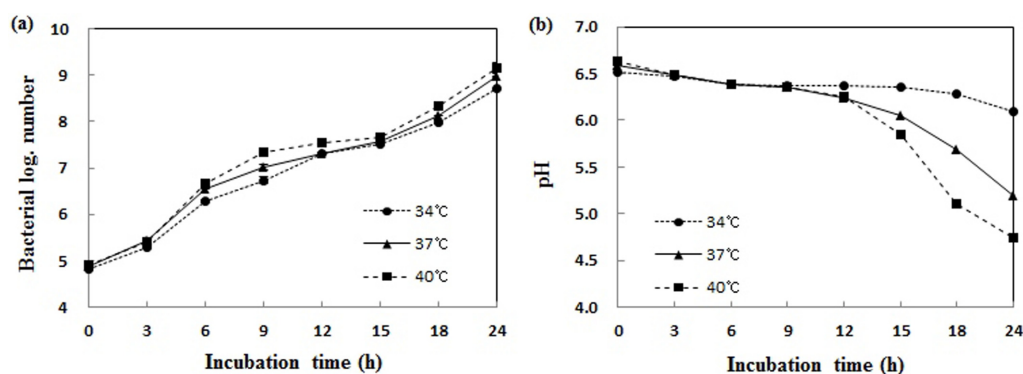 (a)
Bacterial log. number
10
9
8
7
6
5
4
34℃
37℃
40℃
0 3 6 9 12 15 18 24
Incubation time (h)
(b)
pH
7.0
6.5
6.0
5.5
5.0
4.5
4.0
34℃
37℃
40℃
0 3 6 9 12 15 18 24
Incubation time (h)